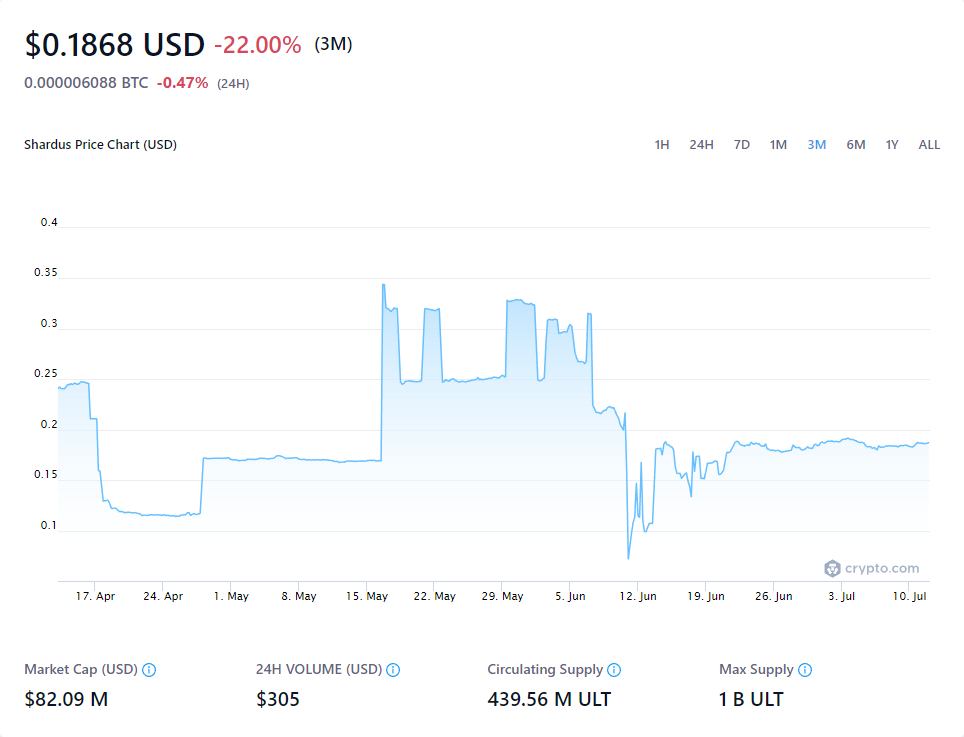 $0.1868 USD -22.00% (3M)
0.000006088 BTC -0.47% (24H)
Shardus Price Chart (USD) 1H 24H 7D 1M 3M 6M 1Y ALL
0.4
0.35
0.3
0.25
0.2
0.15
0.1
crypto.com
17. Apr 24. Apr 1. May 8. May 15. May 22. May 29. May 5. Jun 12. Jun 19. Jun 26. Jun 3. Jul 10. Jul
Market Cap (USD) 24H VOLUME (USD) Circulating Supply Max Supply
$82.09 M $305 439.56 M ULT 1 B ULT